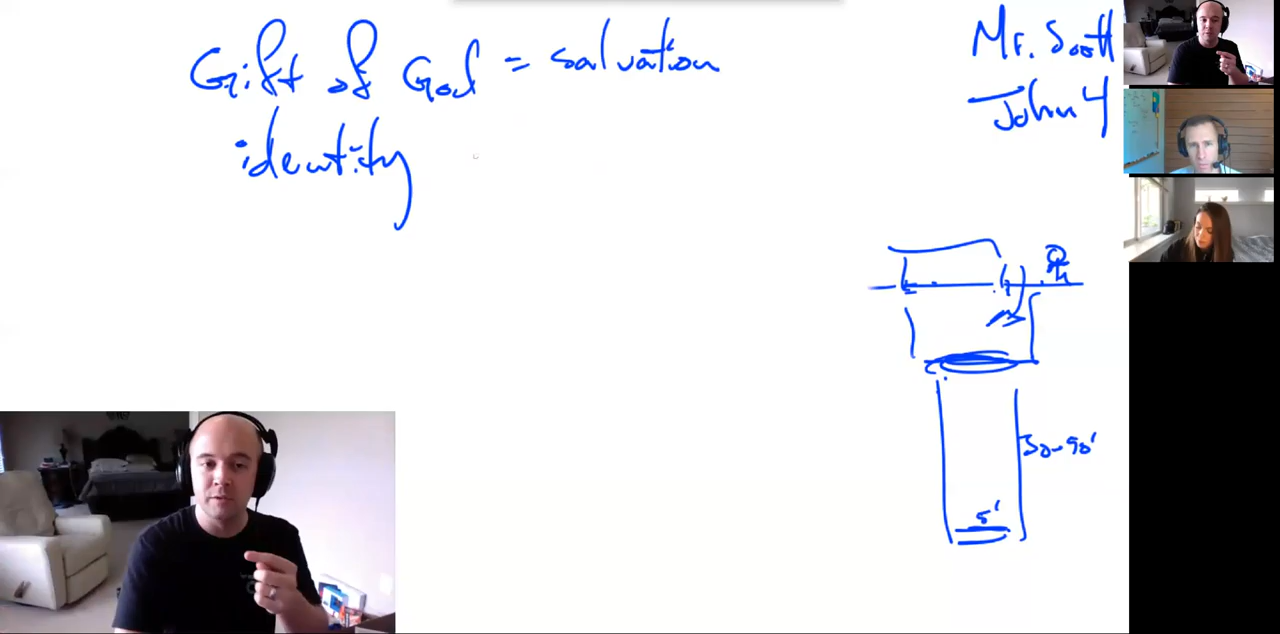 Gift of God = salvation
identity
Mr. Scott
John 4
30-90'
5'